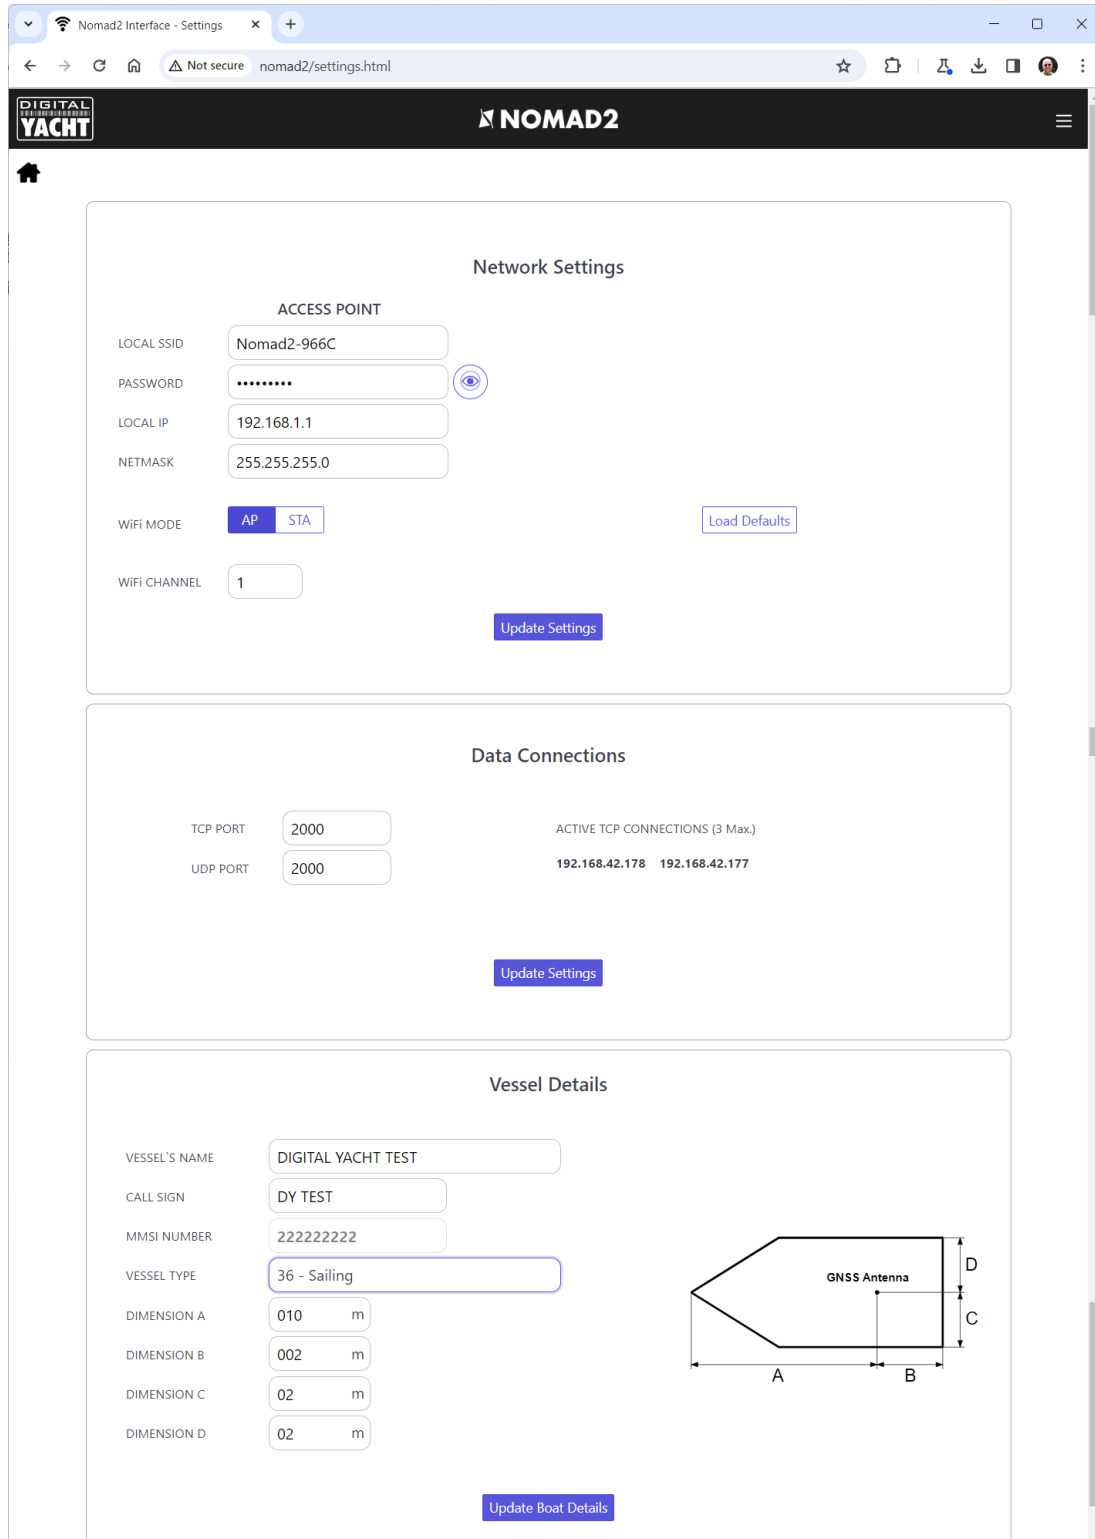 Nomad2 Interface - Settings
Not secure nomad2/settings.html
DIGITAL
YACHT
NOMAD2
Network Settings
ACCESS POINT
LOCAL SSID Nomad2-966C
PASSWORD •••••••••
LOCAL IP 192.168.1.1
NETMASK 255.255.255.0
WiFi MODE AP STA Load Defaults
WiFi CHANNEL 1
Update Settings
Data Connections
TCP PORT 2000 ACTIVE TCP CONNECTIONS (3 Max.)
UDP PORT 2000 192.168.42.178 192.168.42.177
Update Settings
Vessel Details
VESSEL`S NAME DIGITAL YACHT TEST
CALL SIGN DY TEST
MMSI NUMBER 222222222
VESSEL TYPE 36 - Sailing
DIMENSION A 010 m
DIMENSION B 002 m
DIMENSION C 02 m
DIMENSION D 02 m
GNSS Antenna
D
C
A B
Update Boat Details